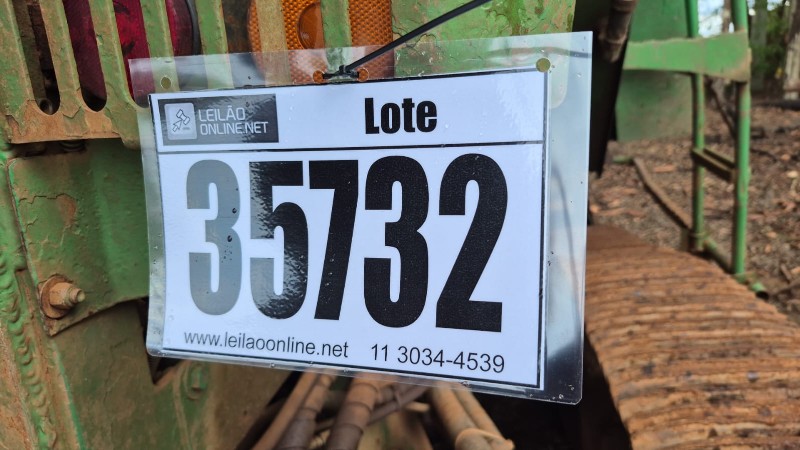 LEILÃO
ONLINE.NET
Lote
35732
www.leilaoonline.net 11 3034-4539